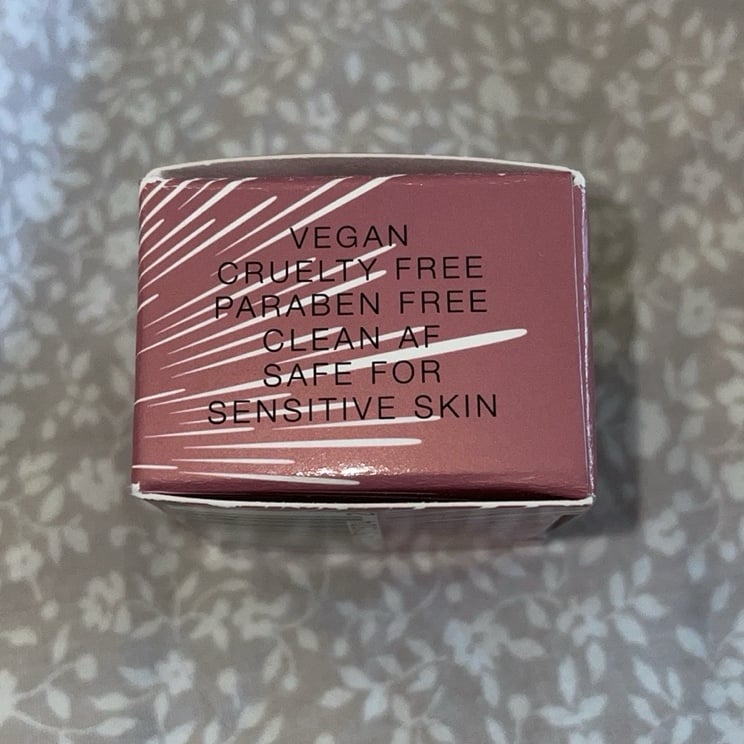 VEGAN
CRUELTY FREE
PARABEN FREE
CLEAN AF
SAFE FOR
SENSITIVE SKIN